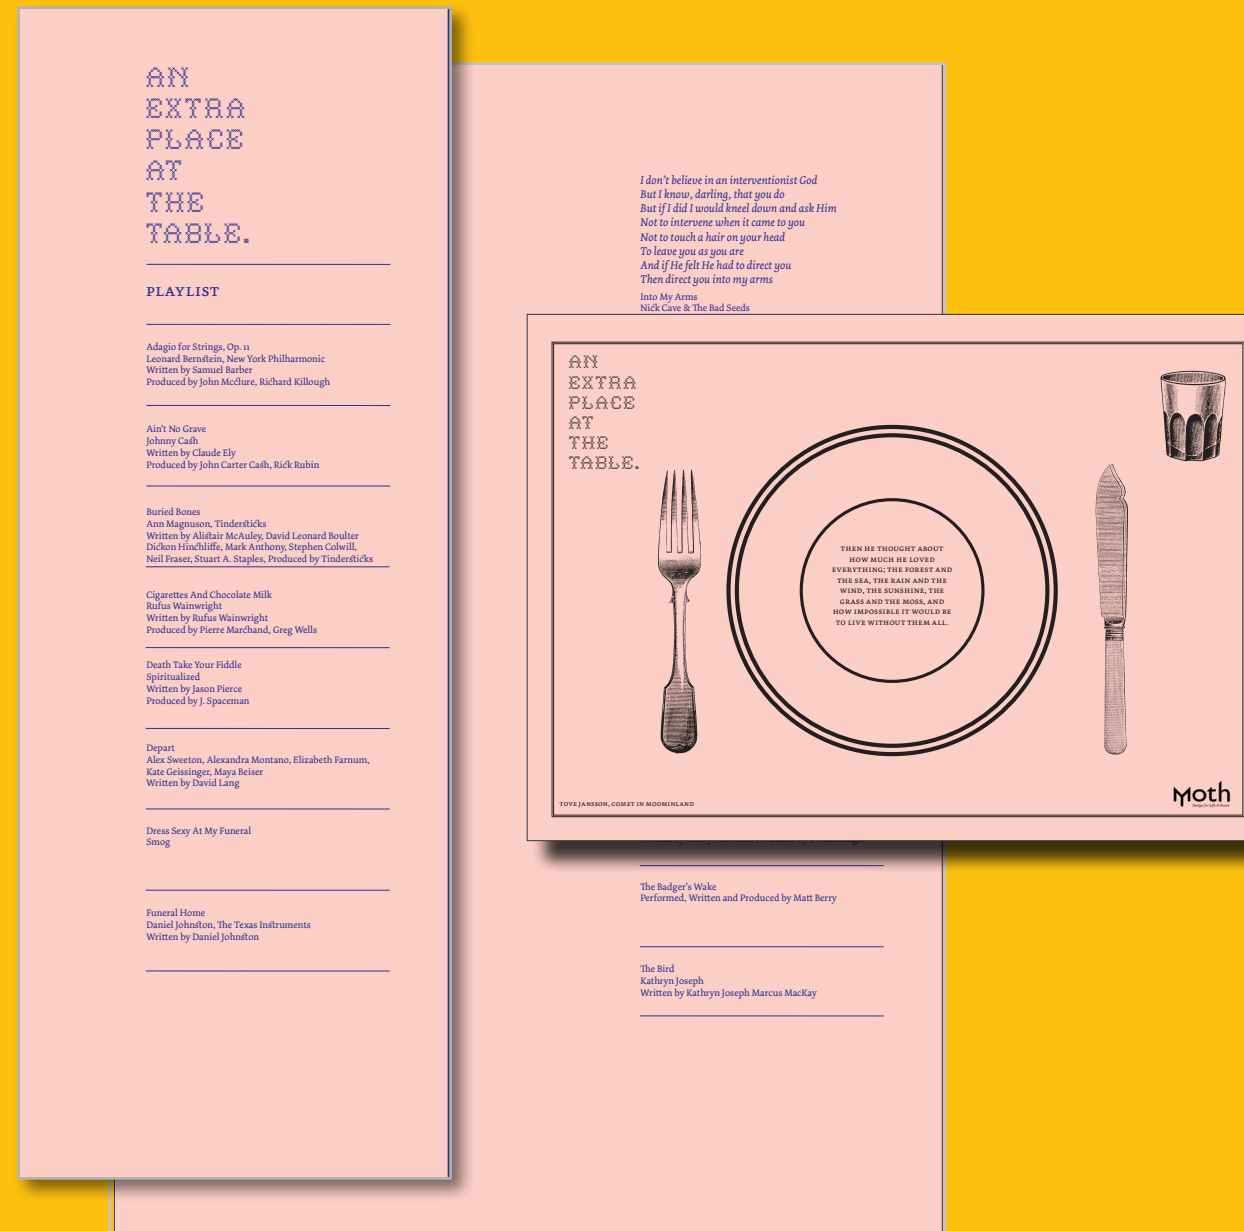 AN
EXTRA
PLACE
AT
THE
TABLE.
PLAYLIST
Adagio for Strings, Op. 11
Leonard Bernstein, New York Philharmonic
Written by Samuel Barber
Produced by John Mcclure, Richard Killough
Ain't No Grave
Johnny Cash
Written by Claude Ely
Produced by John Carter Cash, Rick Rubin
Buried Bones
Ann Magnuson, Tindersticks
Written by Alistair McAuley, David Leonard Boulter
Dickon Hinchliffe, Mark Anthony, Stephen Colwill,
Neil Fraser, Stuart A. Staples, Produced by Tindersticks
Cigarettes And Chocolate Milk
Rufus Wainwright
Written by Rufus Wainwright
Produced by Pierre Marchand, Greg Wells
Death Take Your Fiddle
Spiritualized
Written by Jason Pierce
Produced by J. Spaceman
Depart
Alex Sweeton, Alexandra Montano, Elizabeth Farnum,
Kate Geissinger, Maya Beiser
Written by David Lang
Dress Sexy At My Funeral
Smog
Funeral Home
Daniel Johnston, The Texas Instruments
Written by Daniel Johnston
I don't believe in an interventionist God
But I know, darling, that you do
But if I did I would kneel down and ask Him
Not to intervene when it came to you
Not to touch a hair on your head
To leave you as you are
And if He felt He had to direct you
Then direct you into my arms
Into My Arms
Nick Cave & The Bad Seeds
AN
EXTRA
PLACE
AT
THE
TABLE.
THEN HE THOUGHT ABOUT
HOW MUCH HE LOVED
EVERYTHING; THE FOREST AND
THE SEA, THE RAIN AND THE
WIND, THE SUNSHINE, THE
GRASS AND THE MOSS, AND
HOW IMPOSSIBLE IT WOULD BE
TO LIVE WITHOUT THEM ALL.
TOVE JANSSON, COMET IN MOOMINLAND
Moth
The Badger's Wake
Performed, Written and Produced by Matt Berry
The Bird
Kathryn Joseph
Written by Kathryn Joseph Marcus MacKay